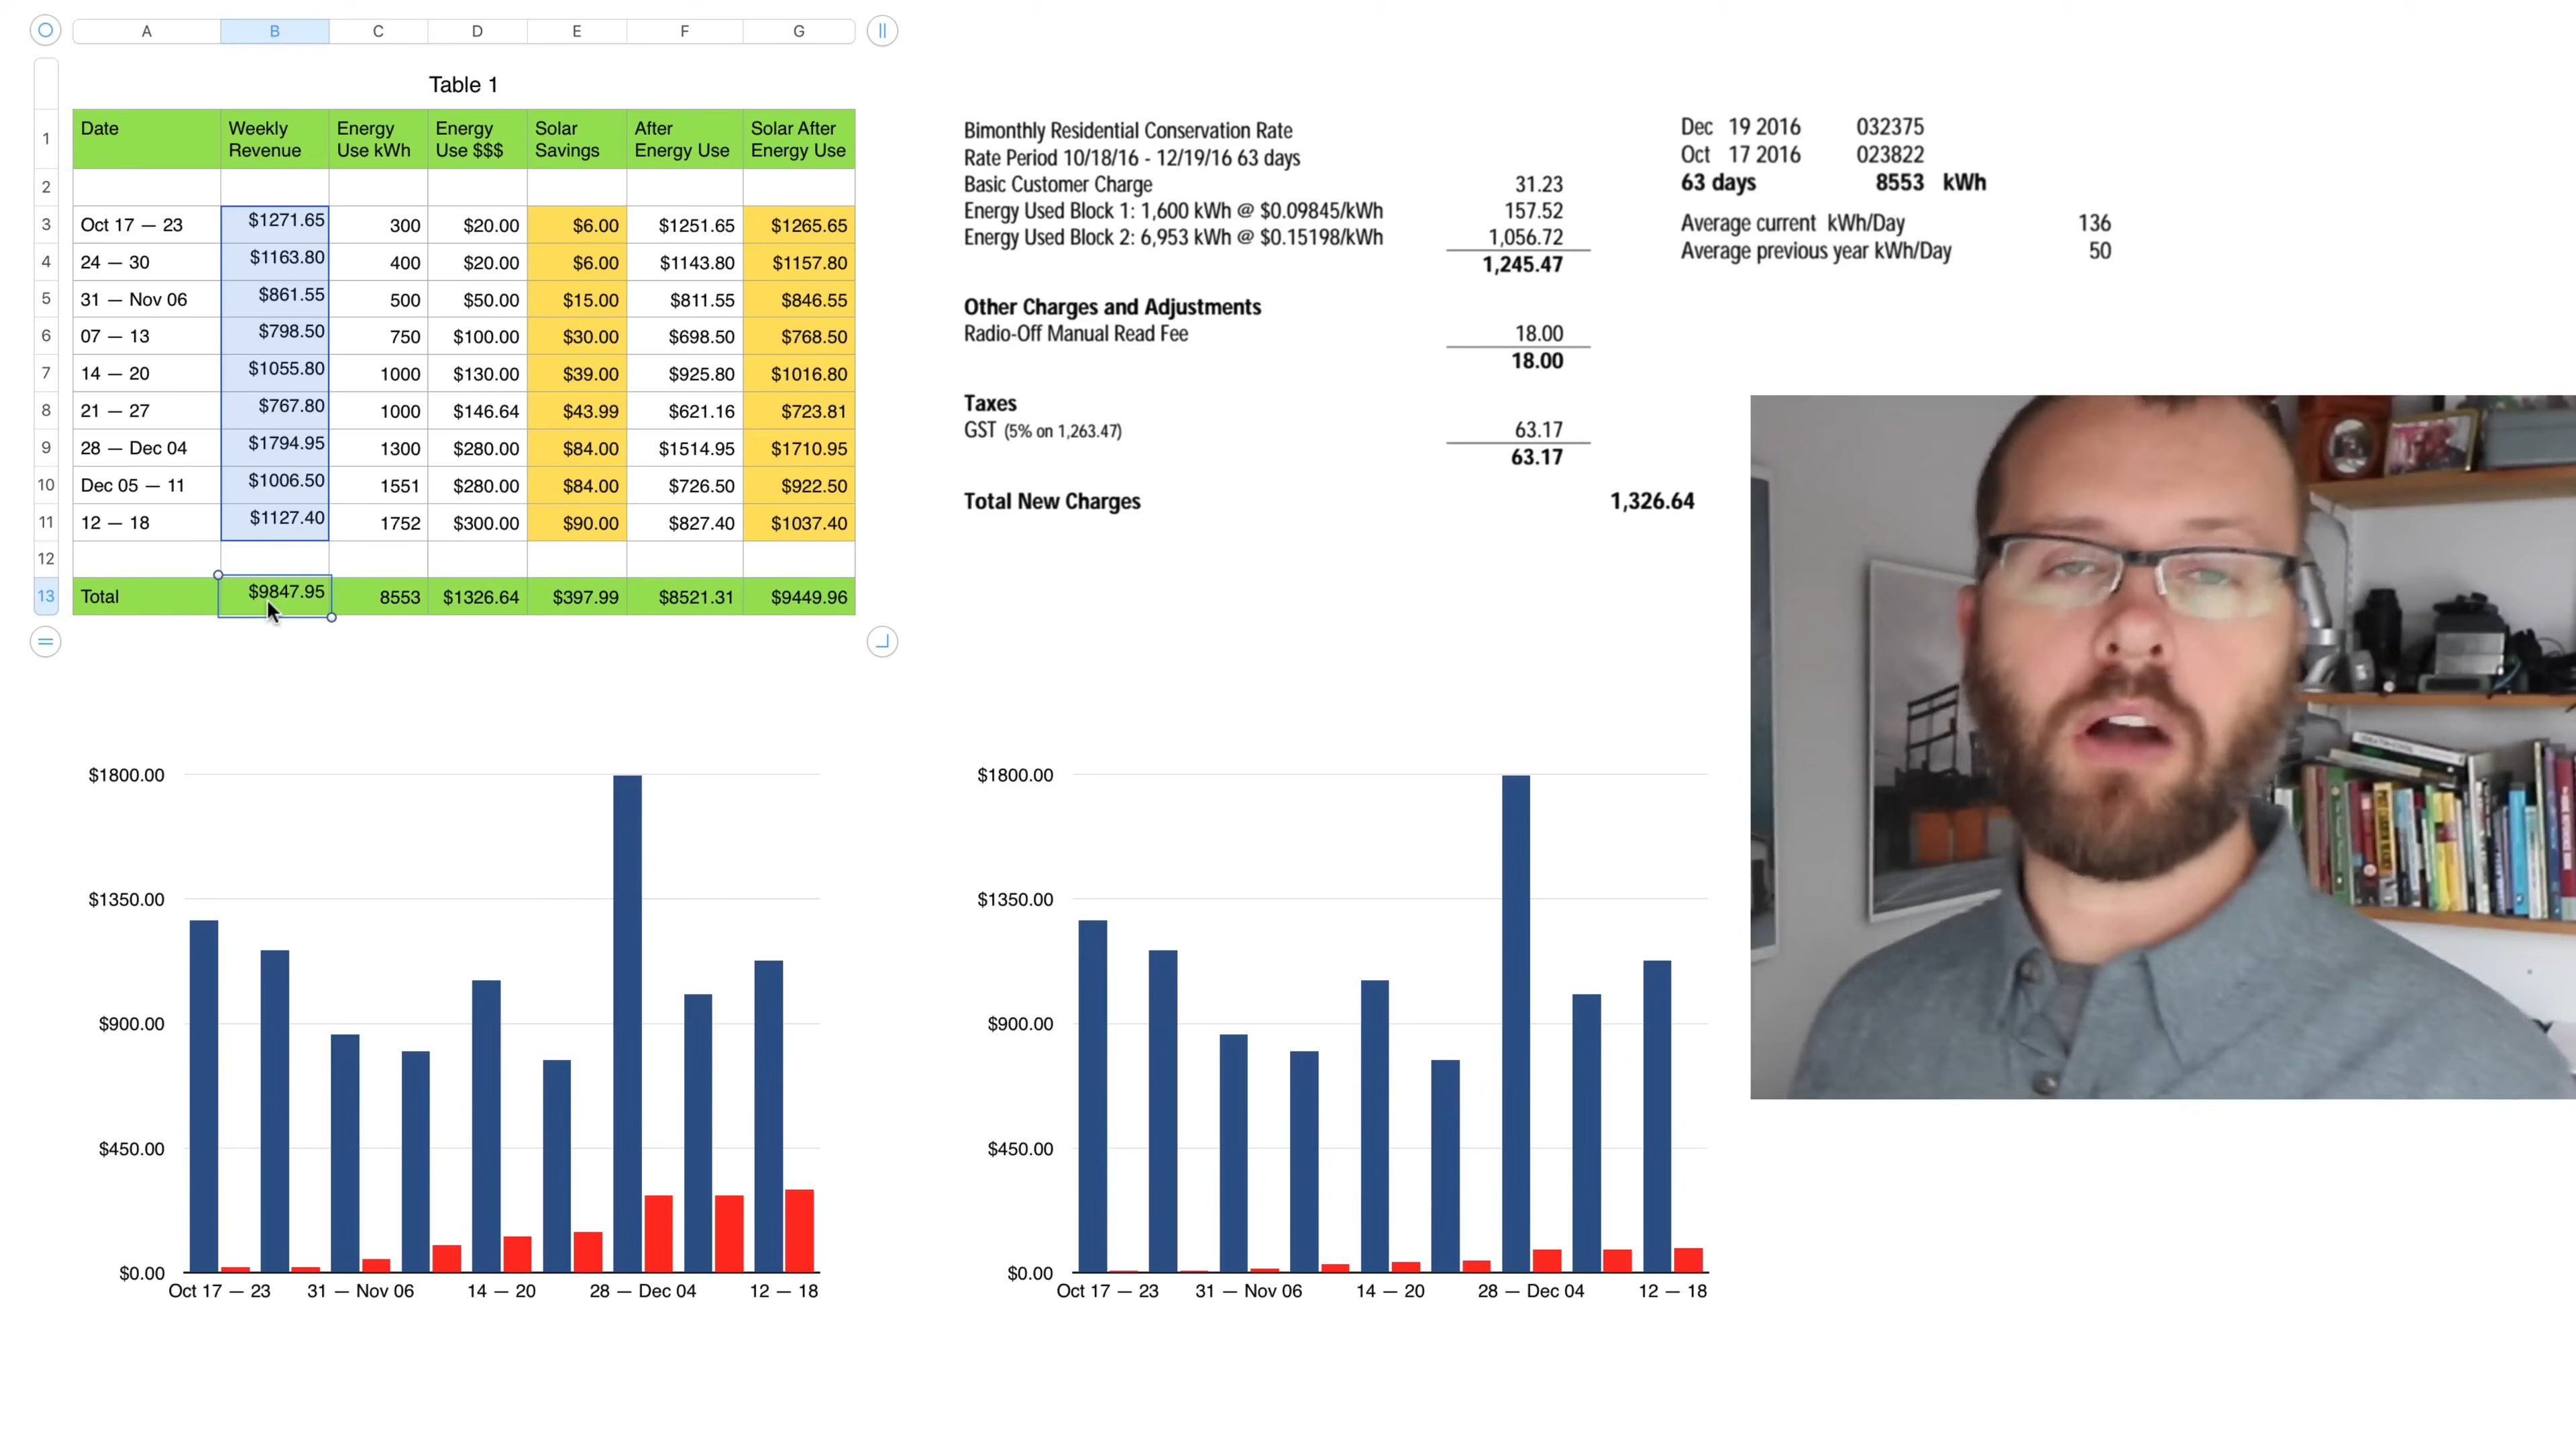 A B C D E F G
Table 1
1 Date Weekly Revenue Energy Use kWh Energy Use $$$ Solar Savings After Energy Use Solar After Energy Use
2
3 Oct 17 — 23 $1271.65 300 $20.00 $6.00 $1251.65 $1265.65
4 24 — 30 $1163.80 400 $20.00 $6.00 $1143.80 $1157.80
5 31 — Nov 06 $861.55 500 $50.00 $15.00 $811.55 $846.55
6 07 — 13 $798.50 750 $100.00 $30.00 $698.50 $768.50
7 14 — 20 $1055.80 1000 $130.00 $39.00 $925.80 $1016.80
8 21 — 27 $767.80 1000 $146.64 $43.99 $621.16 $723.81
9 28 — Dec 04 $1794.95 1300 $280.00 $84.00 $1514.95 $1710.95
10 Dec 05 — 11 $1006.50 1551 $280.00 $84.00 $726.50 $922.50
11 12 — 18 $1127.40 1752 $300.00 $90.00 $827.40 $1037.40
12
13 Total $9847.95 8553 $1326.64 $397.99 $8521.31 $9449.96
Bimonthly Residential Conservation Rate
Rate Period 10/18/16 - 12/19/16 63 days
Basic Customer Charge 31.23
Energy Used Block 1: 1,600 kWh @ $0.09845/kWh 157.52
Energy Used Block 2: 6,953 kWh @ $0.15198/kWh 1,056.72
1,245.47
Other Charges and Adjustments
Radio-Off Manual Read Fee 18.00
18.00
Taxes
GST (5% on 1,263.47) 63.17
63.17
Total New Charges 1,326.64
Dec 19 2016 032375
Oct 17 2016 023822
63 days 8553 kWh
Average current kWh/Day 136
Average previous year kWh/Day 50
$1800.00
$1350.00
$900.00
$450.00
$0.00
Oct 17 — 23 31 — Nov 06 14 — 20 28 — Dec 04 12 — 18
$1800.00
$1350.00
$900.00
$450.00
$0.00
Oct 17 — 23 31 — Nov 06 14 — 20 28 — Dec 04 12 — 18